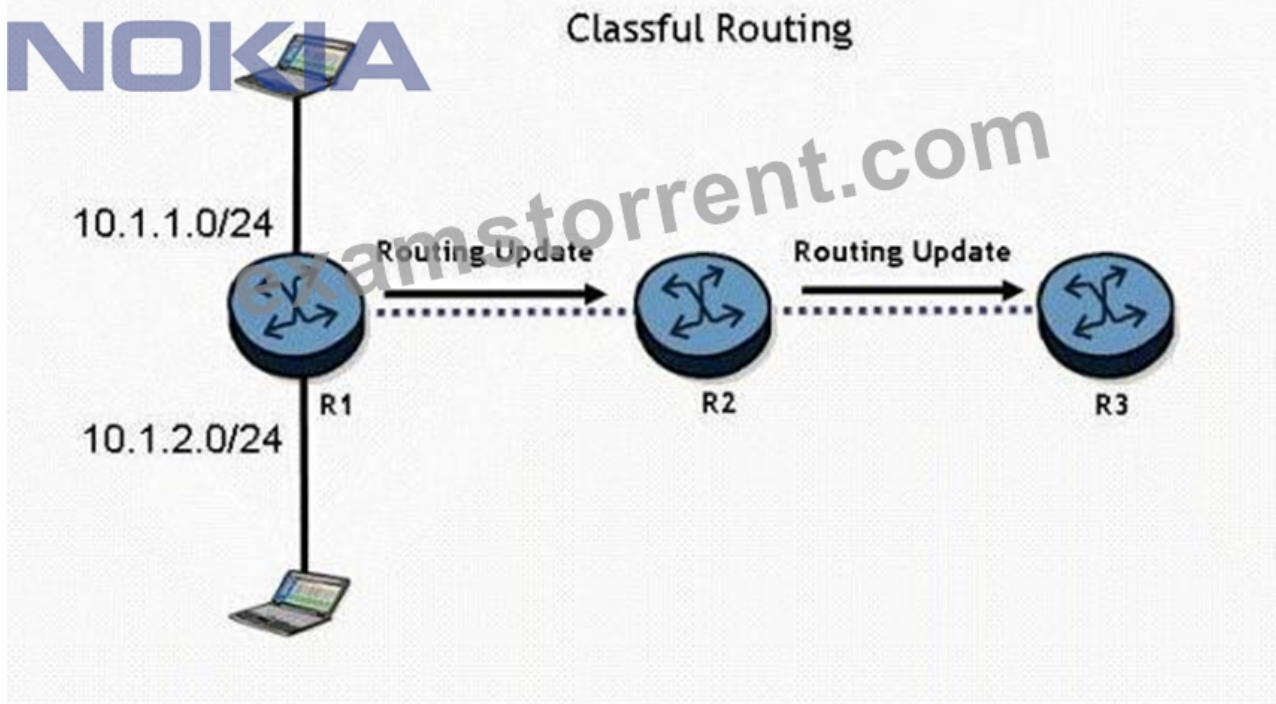 NOKIA
Classful Routing
examstorrent.com
10.1.1.0/24
Routing Update
Routing Update
R1
R2
R3
10.1.2.0/24